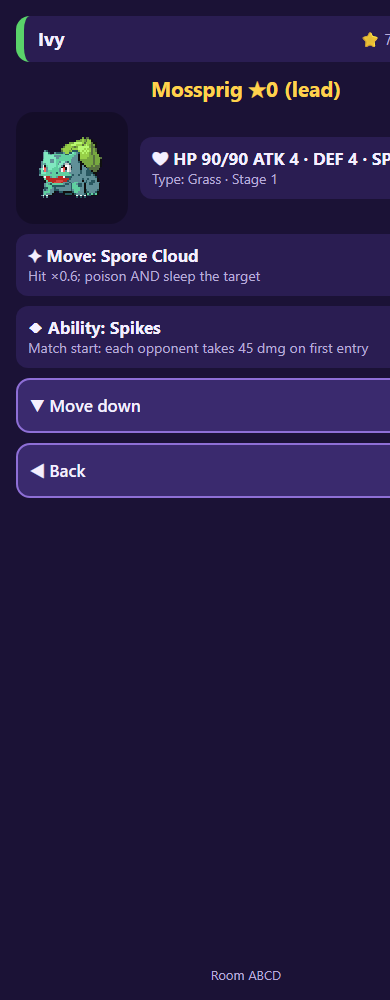 Ivy ⭐ 7
Mossprig ★0 (lead)
♥ HP 90/90 ATK 4 · DEF 4 · SP
Type: Grass · Stage 1
✦ Move: Spore Cloud
Hit ×0.6; poison AND sleep the target
⬥ Ability: Spikes
Match start: each opponent takes 45 dmg on first entry
▼ Move down
◀ Back
Room ABCD